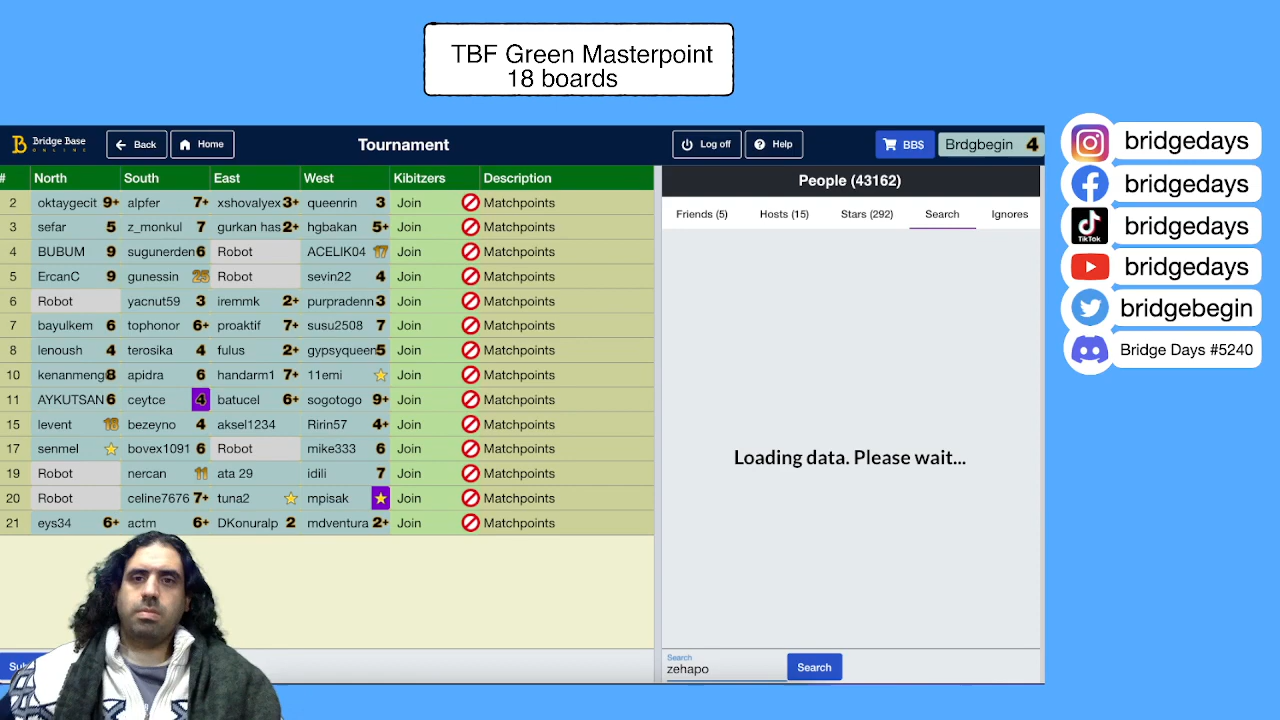 TBF Green Masterpoint
18 boards
Bridge Base
ONLINE
Back
Home
Tournament
Log off
Help
BB$
Brdgbegin 4
# North South East West Kibitzers Description
2 oktaygecit 9+ alpfer 7+ xshovalyex 3+ queenrin 3 Join Matchpoints
3 sefar 5 z_monkul 7 gurkan has 2+ hgbakan 5+ Join Matchpoints
4 BUBUM 9 sugunerden 6 Robot ACELIK04 17 Join Matchpoints
5 ErcanC 9 gunessin 25 Robot sevin22 4 Join Matchpoints
6 Robot yacnut59 3 iremmk 2+ purpradenn 3 Join Matchpoints
7 bayulkem 6 tophonor 6+ proaktif 7+ susu2508 7 Join Matchpoints
8 lenoush 4 terosika 4 fulus 2+ gypsyqueen 5 Join Matchpoints
10 kenanmeng 8 apidra 6 handarm1 7+ 11emi Join Matchpoints
11 AYKUTSAN 6 ceytce 4 batucel 6+ sogotogo 9+ Join Matchpoints
15 levent 18 bezeyno 4 aksel1234 Ririn57 4+ Join Matchpoints
17 senmel bovex1091 6 Robot mike333 6 Join Matchpoints
19 Robot nercan 11 ata 29 idili 7 Join Matchpoints
20 Robot celine7676 7+ tuna2 mpisak Join Matchpoints
21 eys34 6+ actm 6+ DKonuralp 2 mdventura 2+ Join Matchpoints
People (43162)
Friends (5) Hosts (15) Stars (292) Search Ignores
Loading data. Please wait...
Search
zehapo
Search
bridgedays
bridgedays
TikTok
bridgedays
bridgedays
bridgebegin
Bridge Days #5240